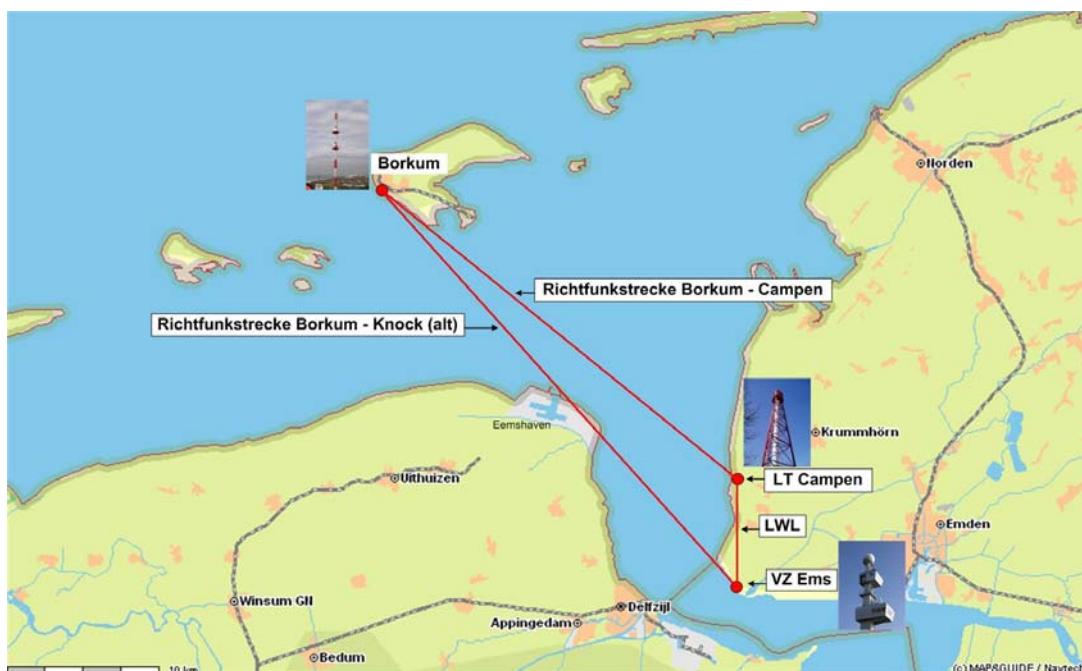 Borkum
Norden
Richtfunkstrecke Borkum - Campen
Richtfunkstrecke Borkum - Knock (alt)
Eemshaven
Krummhörn
Uithuizen
LT Campen
LWL
Emden
VZ Ems
Winsum GN
Delfzijl
Appingedam
Bedum
10 km
(c) MAPSGUIDE / Navtech